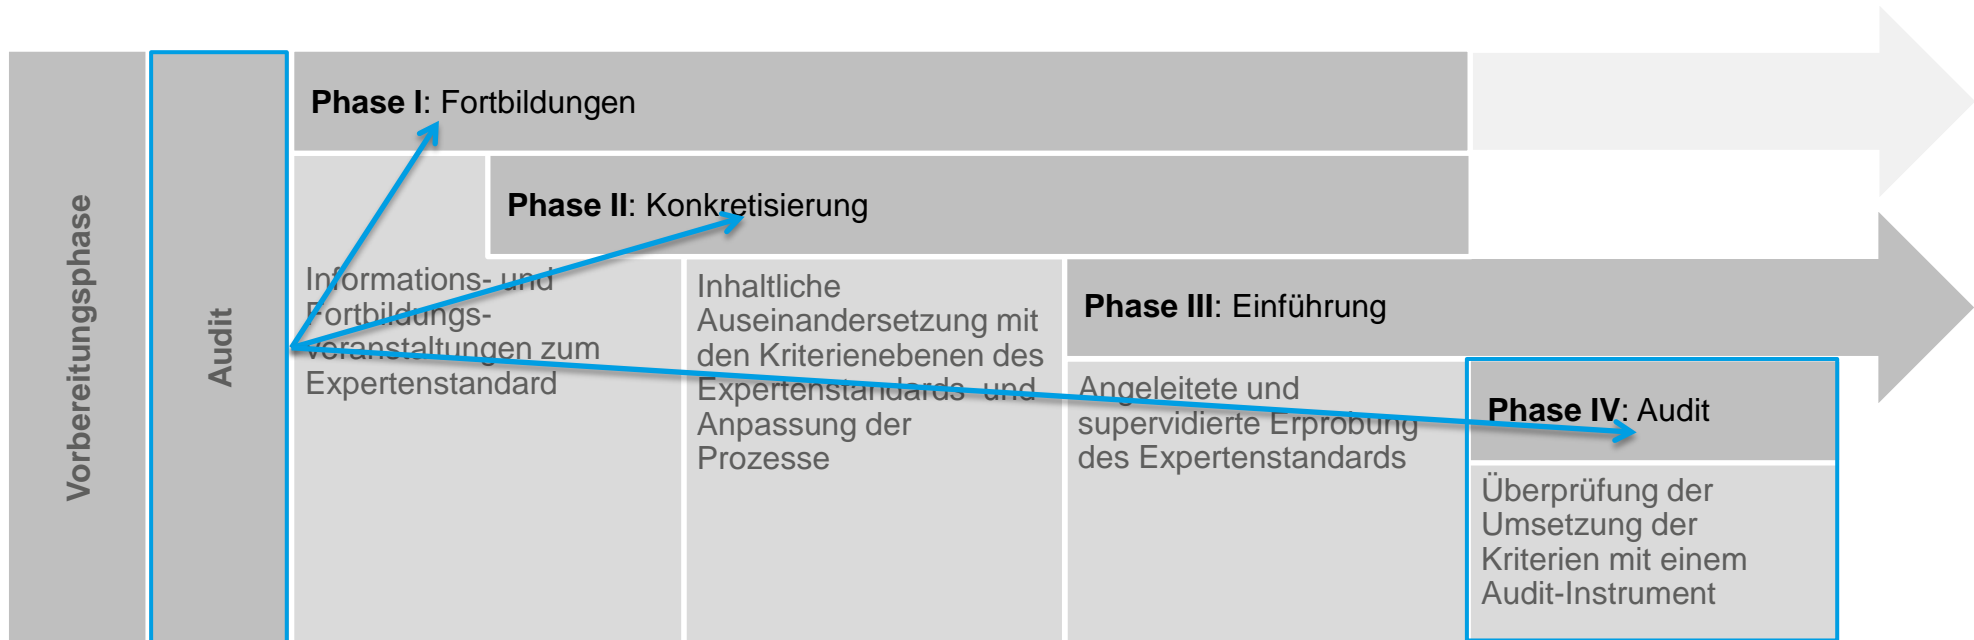 Vorbereitungsphase
Audit
Phase I: Fortbildungen
Phase II: Konkretisierung
Informations- und
Fortbildungs-
veranstaltungen zum
Expertenstandard
Inhaltliche
Auseinandersetzung mit
den Kriterienebenen des
Expertenstandards und
Anpassung der
Prozesse
Phase III: Einführung
Angeleitete und
supervidierte Erprobung
des Expertenstandards
Phase IV: Audit
Überprüfung der
Umsetzung der
Kriterien mit einem
Audit-Instrument